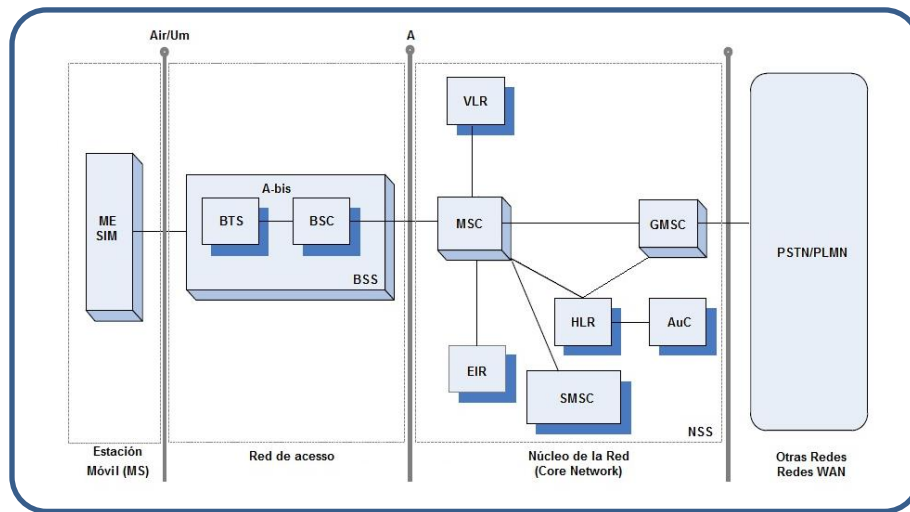 Air/Um
A
VLR
A-bis
ME
SIM
BTS
BSC
BSS
MSC
GMSC
PSTN/PLMN
HLR
AuC
EIR
SMSC
NSS
Estación
Móvil (MS)
Red de acesso
Núcleo de la Red
(Core Network)
Otras Redes
Redes WAN